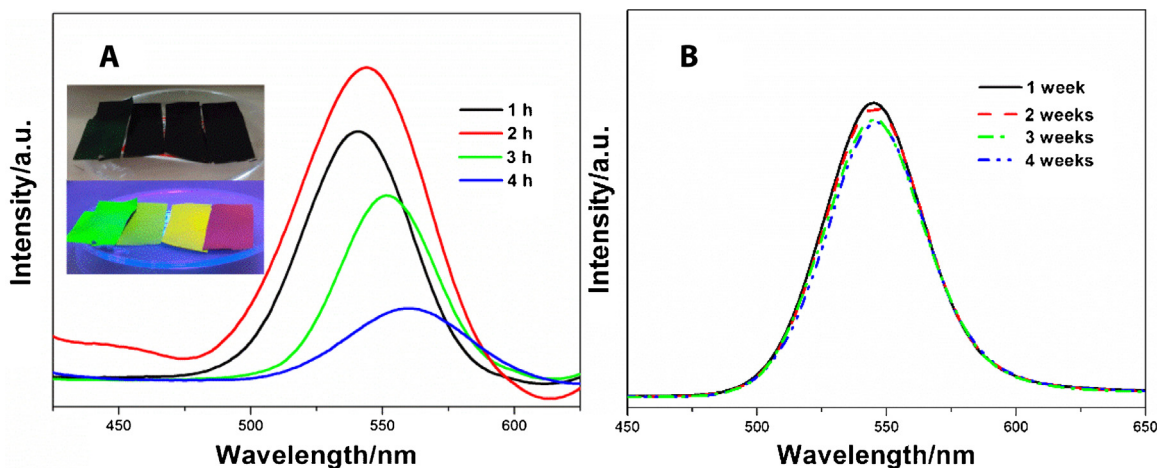 A
1 h
2 h
3 h
4 h
Intensity/a.u.
450
500
550
600
Wavelength/nm
B
1 week
2 weeks
3 weeks
4 weeks
Intensity/a.u.
450
500
550
600
650
Wavelength/nm